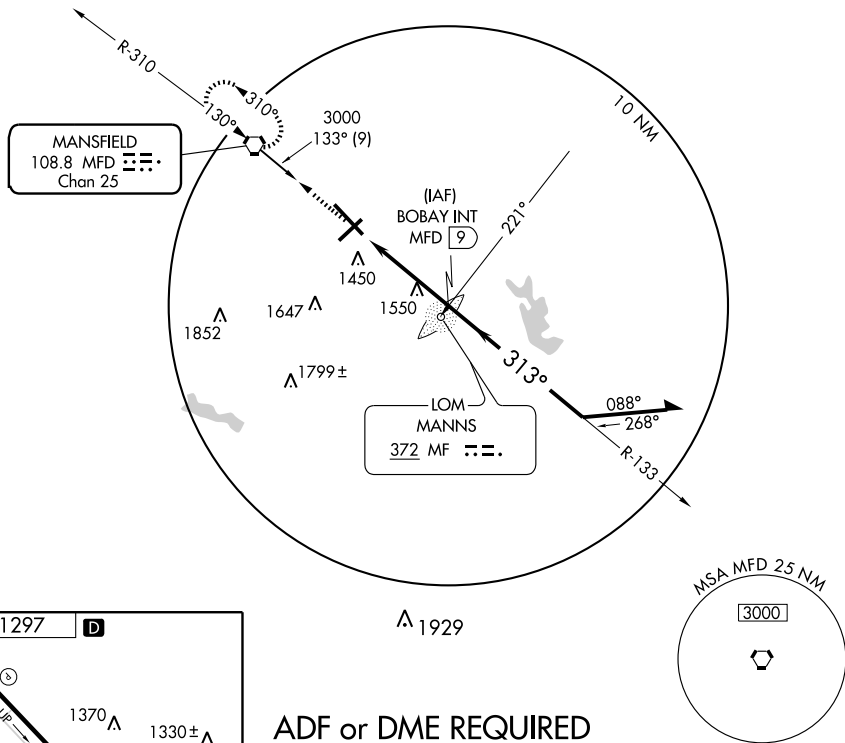 R-310
310°
130°
MANSFIELD
108.8 MFD
Chan 25
3000
133° (9)
10 NM
(IAF)
BOBAY INT
MFD 9
221°
1450
1550
1647
1852
1799±
313°
LOM
MANNS
372 MF
088°
268°
R-133
MSA MFD 25 NM
3000
1929
1297 D
P
UP
1370
1330±
ADF or DME REQUIRED